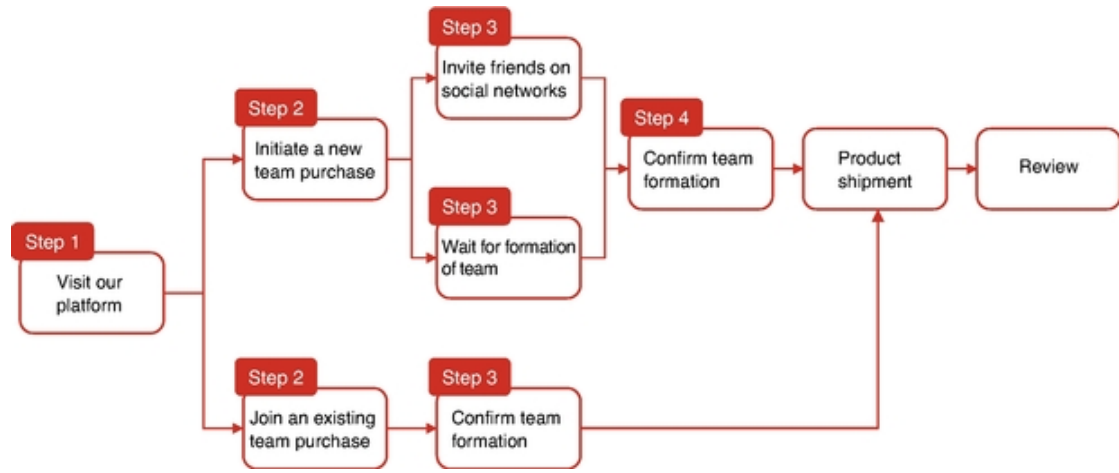 Step 3
Invite friends on
social networks
Step 2
Initiate a new
team purchase
Step 4
Confirm team
formation
Product
shipment
Review
Step 3
Wait for formation
of team
Step 1
Visit our
platform
Step 2
Join an existing
team purchase
Step 3
Confirm team
formation